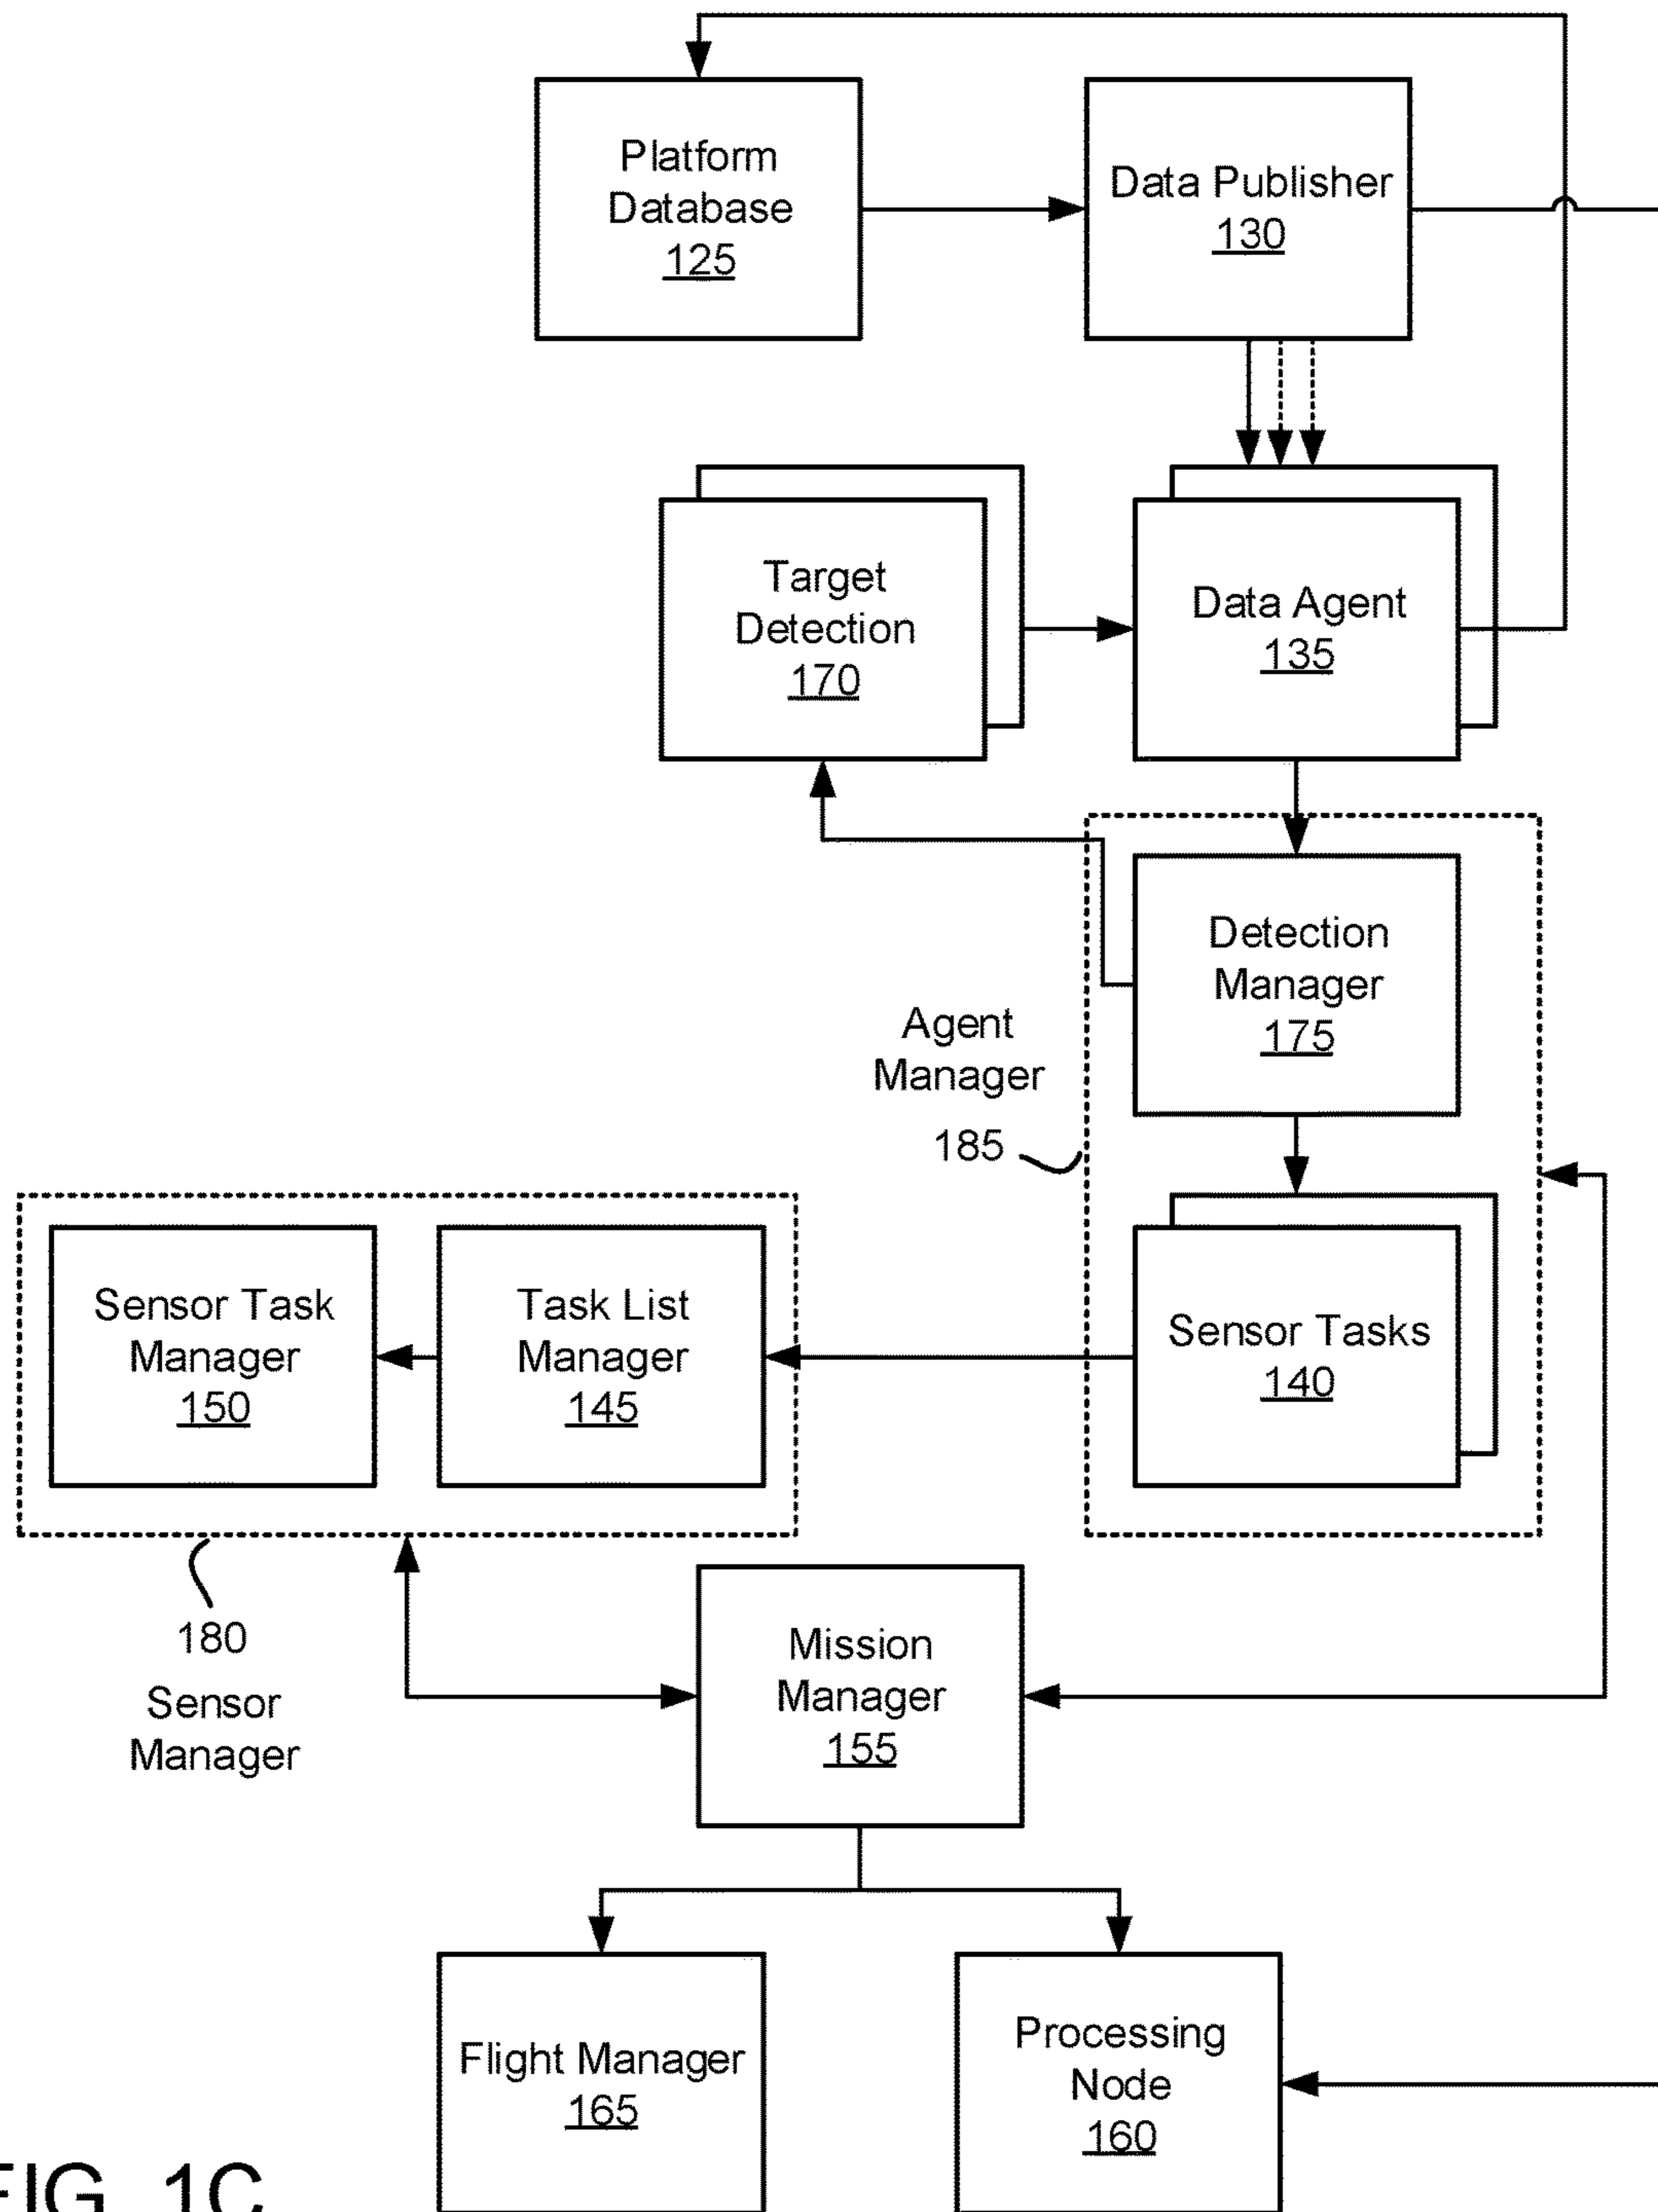 Platform
Database
125
Data Publisher
130
Target
Detection
170
Data Agent
135
Detection
Manager
175
Agent
Manager
185
Sensor Task
Manager
150
Task List
Manager
145
Sensor Tasks
140
180
Sensor
Manager
Mission
Manager
155
Flight Manager
165
Processing
Node
160
FIG. 1C